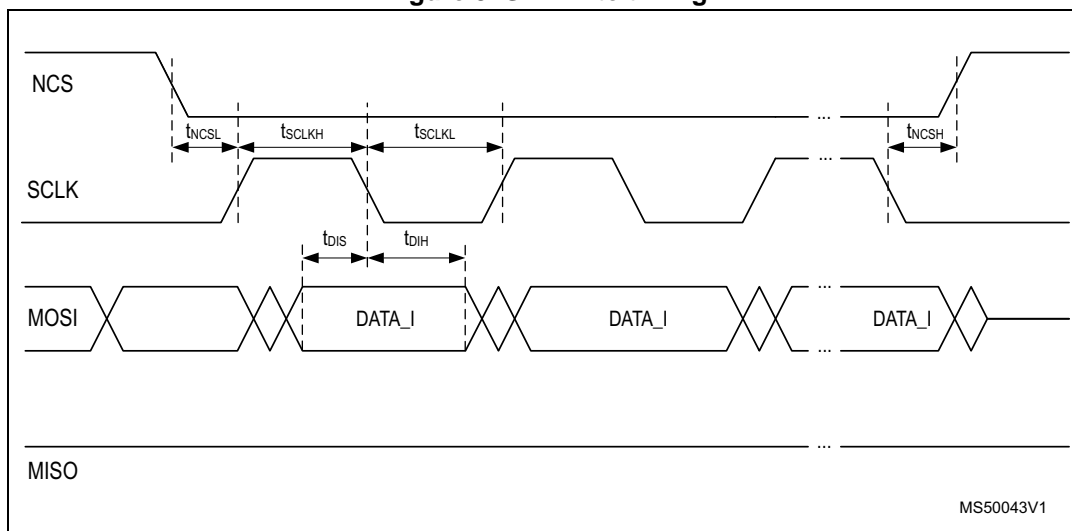 NCS
tNCSL
tSCLKH
tSCLKL
...
tNCSH
SCLK
...
tDIS
tDIH
...
MOSI
DATA_I
DATA_I
DATA_I
...
...
MISO
MS50043V1